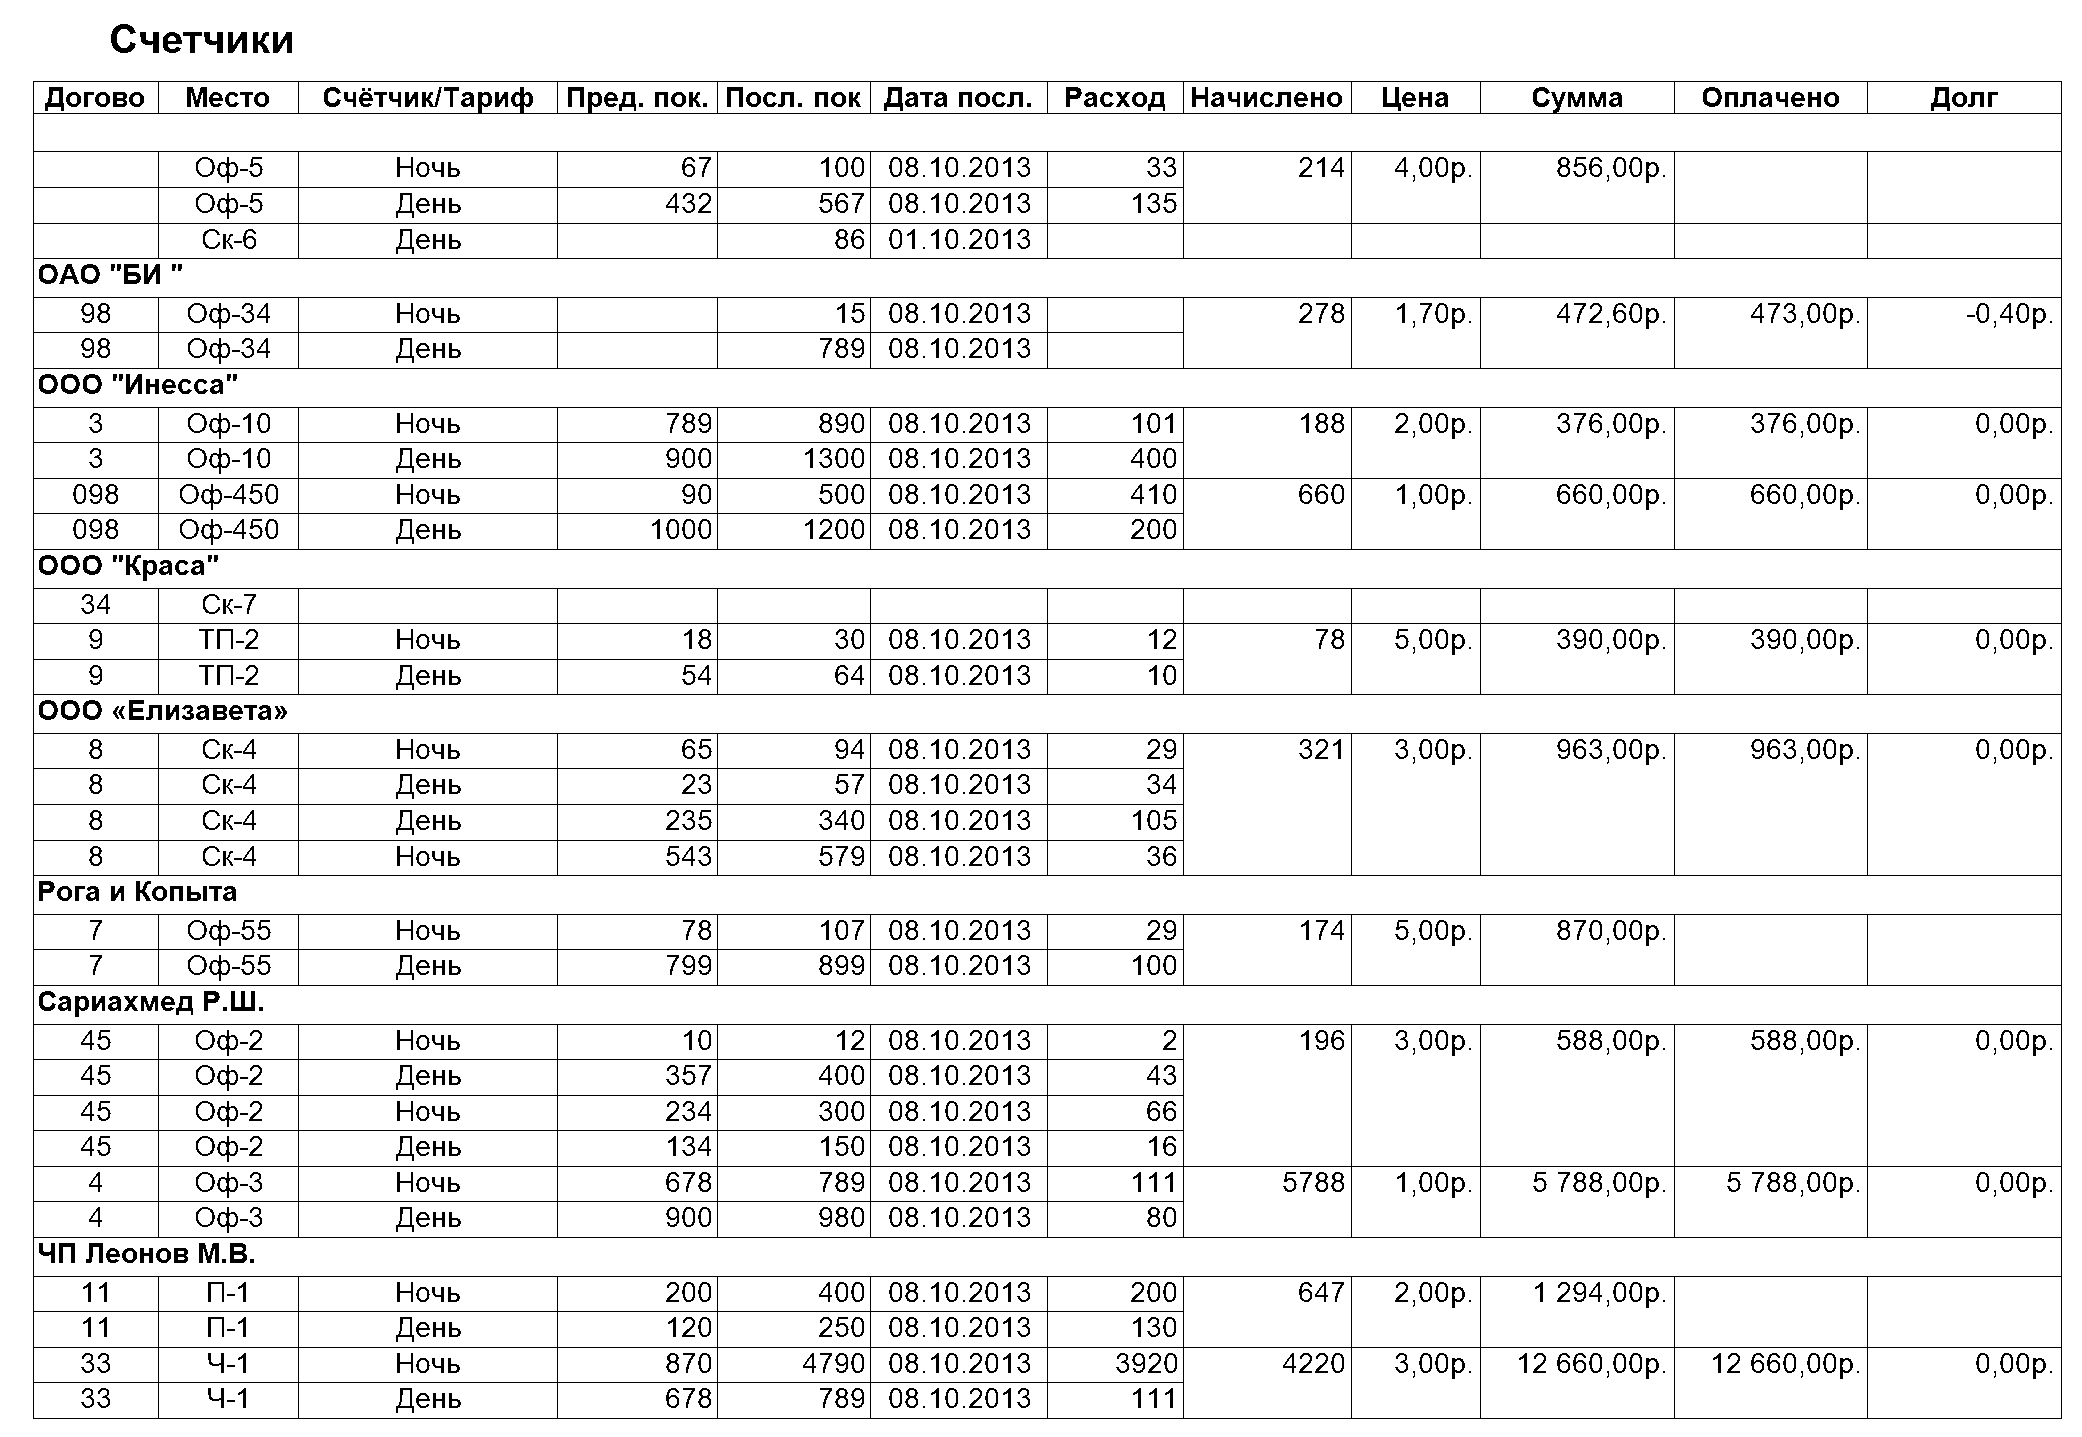 Счетчики
Догово Место Счётчик/Тариф Пред. пок. Посл. пок Дата посл. Расход Начислено Цена Сумма Оплачено Долг
Оф-5 Ночь 67 100 08.10.2013 33 214 4,00р. 856,00р.
Оф-5 День 432 567 08.10.2013 135
Ск-6 День 86 01.10.2013
ОАО "БИ "
98 Оф-34 Ночь 15 08.10.2013 278 1,70р. 472,60р. 473,00р. -0,40р.
98 Оф-34 День 789 08.10.2013
ООО "Инесса"
3 Оф-10 Ночь 789 890 08.10.2013 101 188 2,00р. 376,00р. 376,00р. 0,00р.
3 Оф-10 День 900 1300 08.10.2013 400
098 Оф-450 Ночь 90 500 08.10.2013 410 660 1,00р. 660,00р. 660,00р. 0,00р.
098 Оф-450 День 1000 1200 08.10.2013 200
ООО "Краса"
34 Ск-7
9 ТП-2 Ночь 18 30 08.10.2013 12 78 5,00р. 390,00р. 390,00р. 0,00р.
9 ТП-2 День 54 64 08.10.2013 10
ООО «Елизавета»
8 Ск-4 Ночь 65 94 08.10.2013 29 321 3,00р. 963,00р. 963,00р. 0,00р.
8 Ск-4 День 23 57 08.10.2013 34
8 Ск-4 День 235 340 08.10.2013 105
8 Ск-4 Ночь 543 579 08.10.2013 36
Рога и Копыта
7 Оф-55 Ночь 78 107 08.10.2013 29 174 5,00р. 870,00р.
7 Оф-55 День 799 899 08.10.2013 100
Сариахмед Р.Ш.
45 Оф-2 Ночь 10 12 08.10.2013 2 196 3,00р. 588,00р. 588,00р. 0,00р.
45 Оф-2 День 357 400 08.10.2013 43
45 Оф-2 Ночь 234 300 08.10.2013 66
45 Оф-2 День 134 150 08.10.2013 16
4 Оф-3 Ночь 678 789 08.10.2013 111 5788 1,00р. 5 788,00р. 5 788,00р. 0,00р.
4 Оф-3 День 900 980 08.10.2013 80
ЧП Леонов М.В.
11 П-1 Ночь 200 400 08.10.2013 200 647 2,00р. 1 294,00р.
11 П-1 День 120 250 08.10.2013 130
33 Ч-1 Ночь 870 4790 08.10.2013 3920 4220 3,00р. 12 660,00р. 12 660,00р. 0,00р.
33 Ч-1 День 678 789 08.10.2013 111